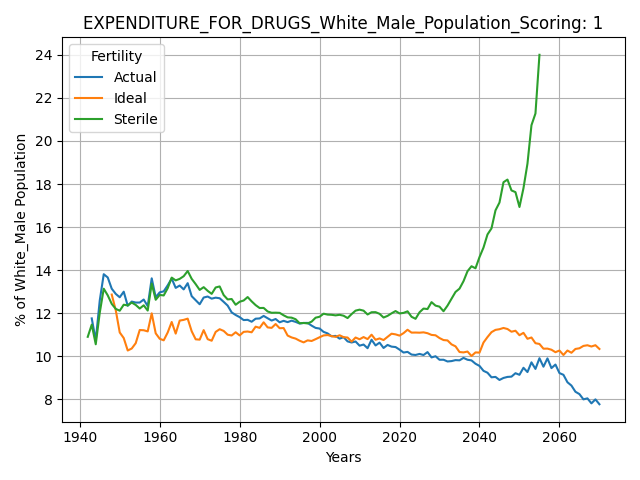 EXPENDITURE_FOR_DRUGS_White_Male_Population_Scoring: 1
Fertility
Actual
Ideal
Sterile
% of White_Male Population
24
22
20
18
16
14
12
10
8
1940 1960 1980 2000 2020 2040 2060
Years